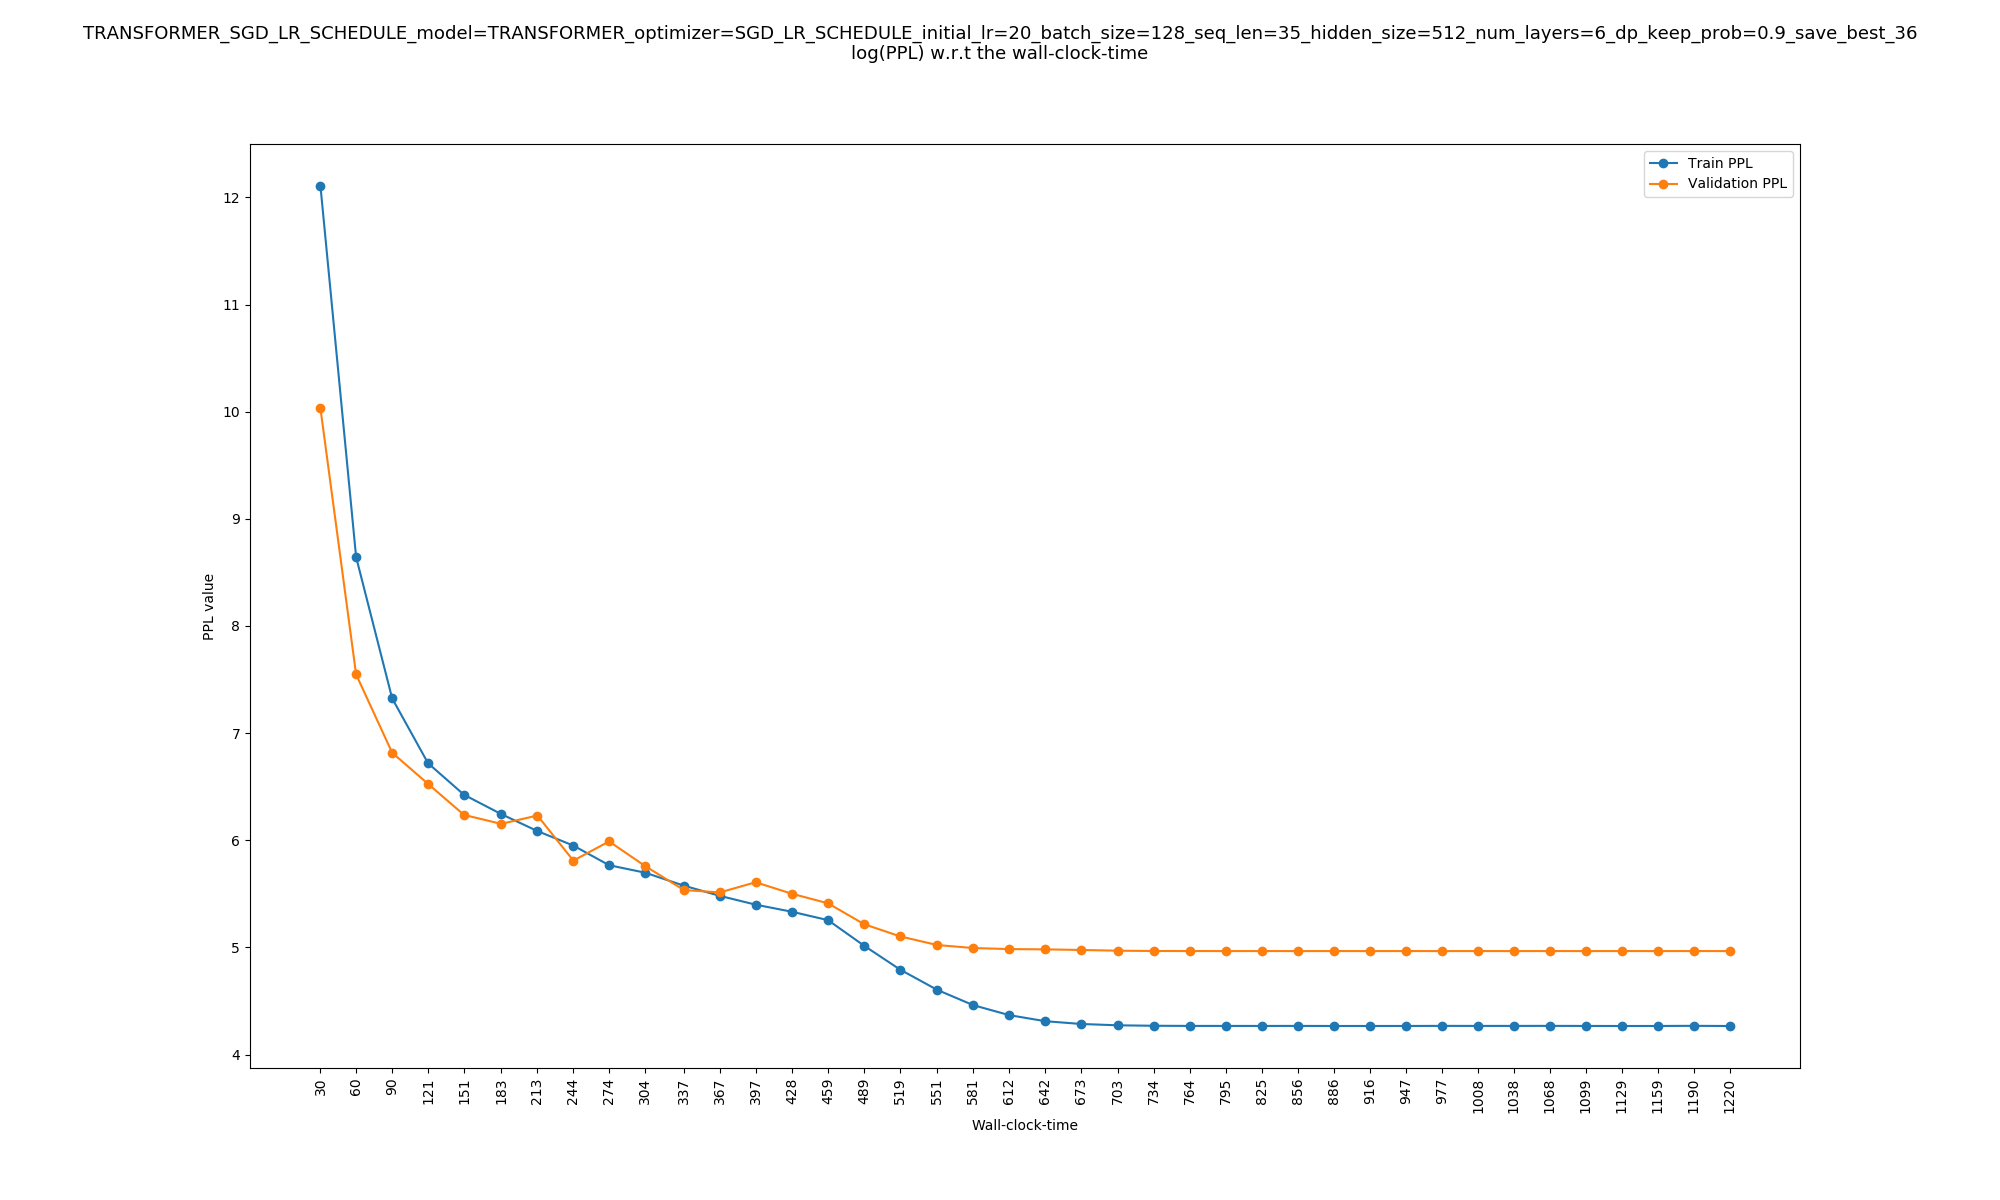 TRANSFORMER_SGD_LR_SCHEDULE_model=TRANSFORMER_optimizer=SGD_LR_SCHEDULE_initial_lr=20_batch_size=128_seq_len=35_hidden_size=512_num_layers=6_dp_keep_prob=0.9_save_best_36
log(PPL) w.r.t the wall-clock-time
Train PPL
Validation PPL
12
11
10
9
8
7
6
5
4
PPL value
30 60 90 121 151 183 213 244 274 304 337 367 397 428 459 489 519 551 581 612 642 673 703 734 764 795 825 856 886 916 947 977 1008 1038 1068 1099 1129 1159 1190 1220
Wall-clock-time